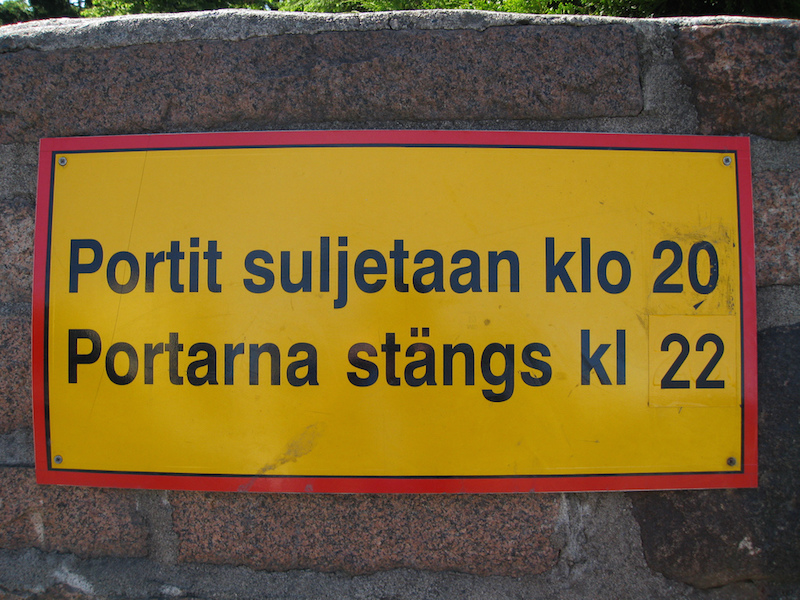 Portit suljetaan klo 20
Portarna stängs kl 22